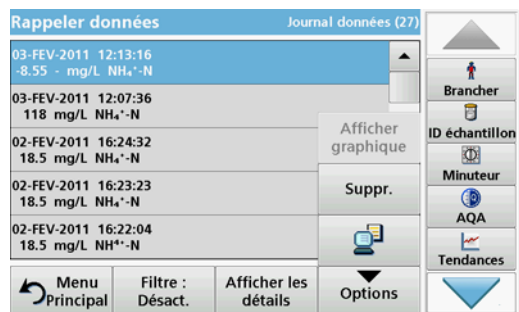 Rappeler données
Journal données (27)
03-FEV-2011 12:13:16
-8.55 - mg/L NH₄⁺-N
03-FEV-2011 12:07:36
118 mg/L NH₄⁺-N
02-FEV-2011 16:24:32
18.5 mg/L NH₄⁺-N
02-FEV-2011 16:23:23
18.5 mg/L NH₄⁺-N
02-FEV-2011 16:22:04
18.5 mg/L NH⁴⁺-N
Afficher
graphique
Suppr.
Options
Menu
Principal
Filtre :
Désact.
Afficher les
détails
Brancher
ID échantillon
Minuteur
AQA
Tendances